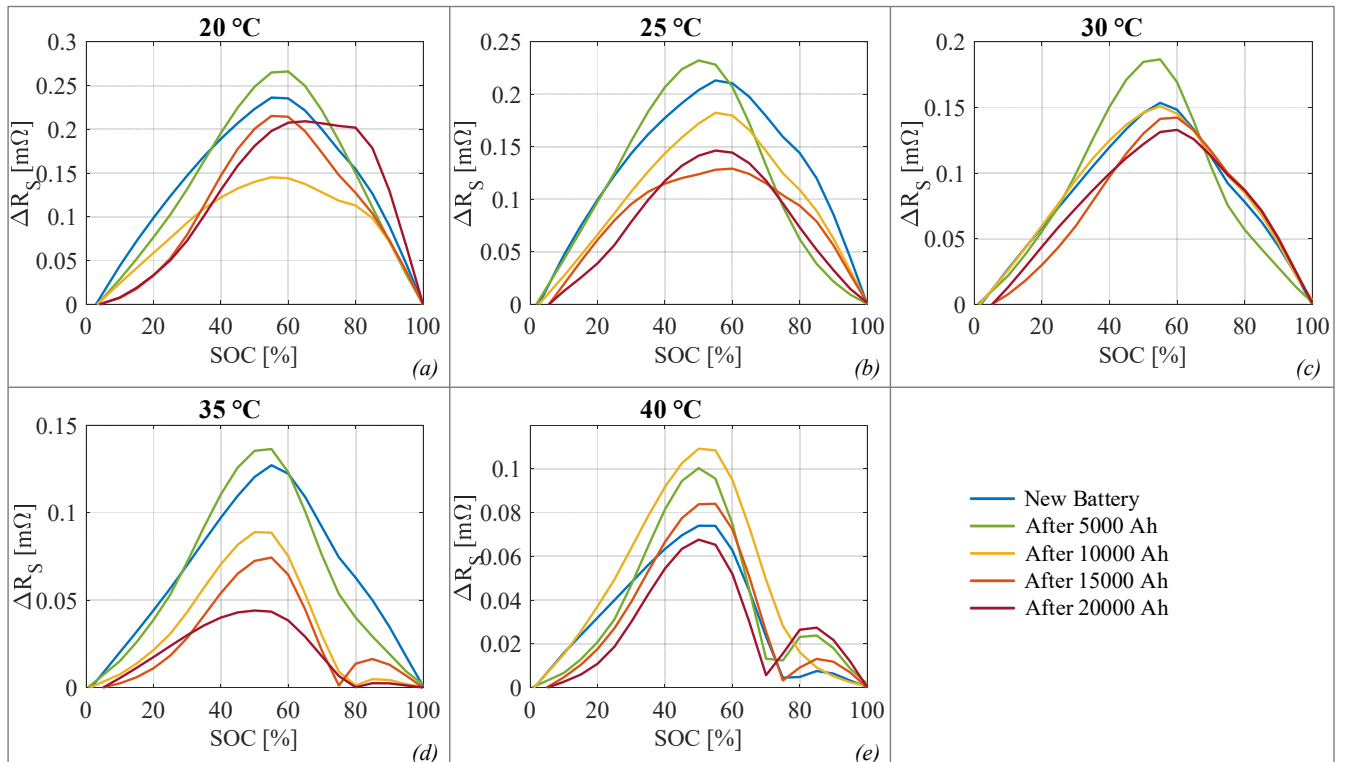 20 °C
0.3
0.25
0.2
0.15
0.1
0.05
0
ΔR_S [mΩ]
0 20 40 60 80 100
SOC [%]
(a)
25 °C
0.25
0.2
0.15
0.1
0.05
0
ΔR_S [mΩ]
0 20 40 60 80 100
SOC [%]
(b)
30 °C
0.2
0.15
0.1
0.05
0
ΔR_S [mΩ]
0 20 40 60 80 100
SOC [%]
(c)
35 °C
0.15
0.1
0.05
0
ΔR_S [mΩ]
0 20 40 60 80 100
SOC [%]
(d)
40 °C
0.1
0.08
0.06
0.04
0.02
0
ΔR_S [mΩ]
0 20 40 60 80 100
SOC [%]
(e)
New Battery
After 5000 Ah
After 10000 Ah
After 15000 Ah
After 20000 Ah